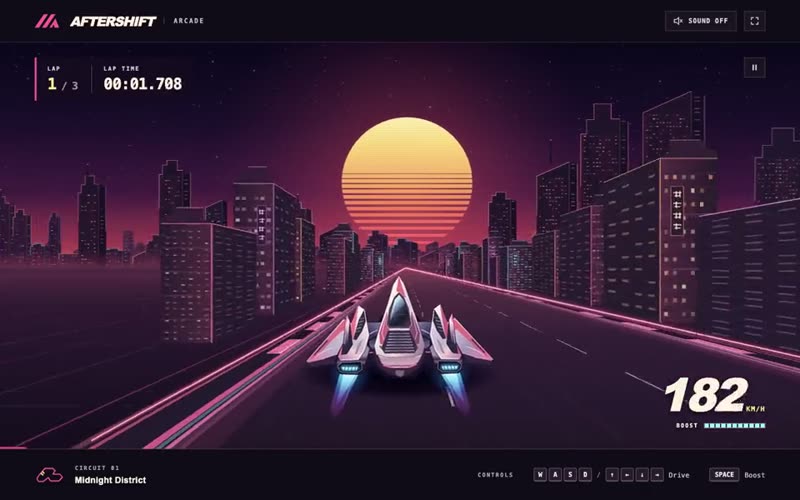 AFTERSHIFT ARCADE
SOUND OFF
LAP LAP TIME
1 / 3 00:01.708
182 KM/H
BOOST
CIRCUIT 01
Midnight District
CONTROLS W A S D / ↑ ← ↓ → Drive SPACE Boost